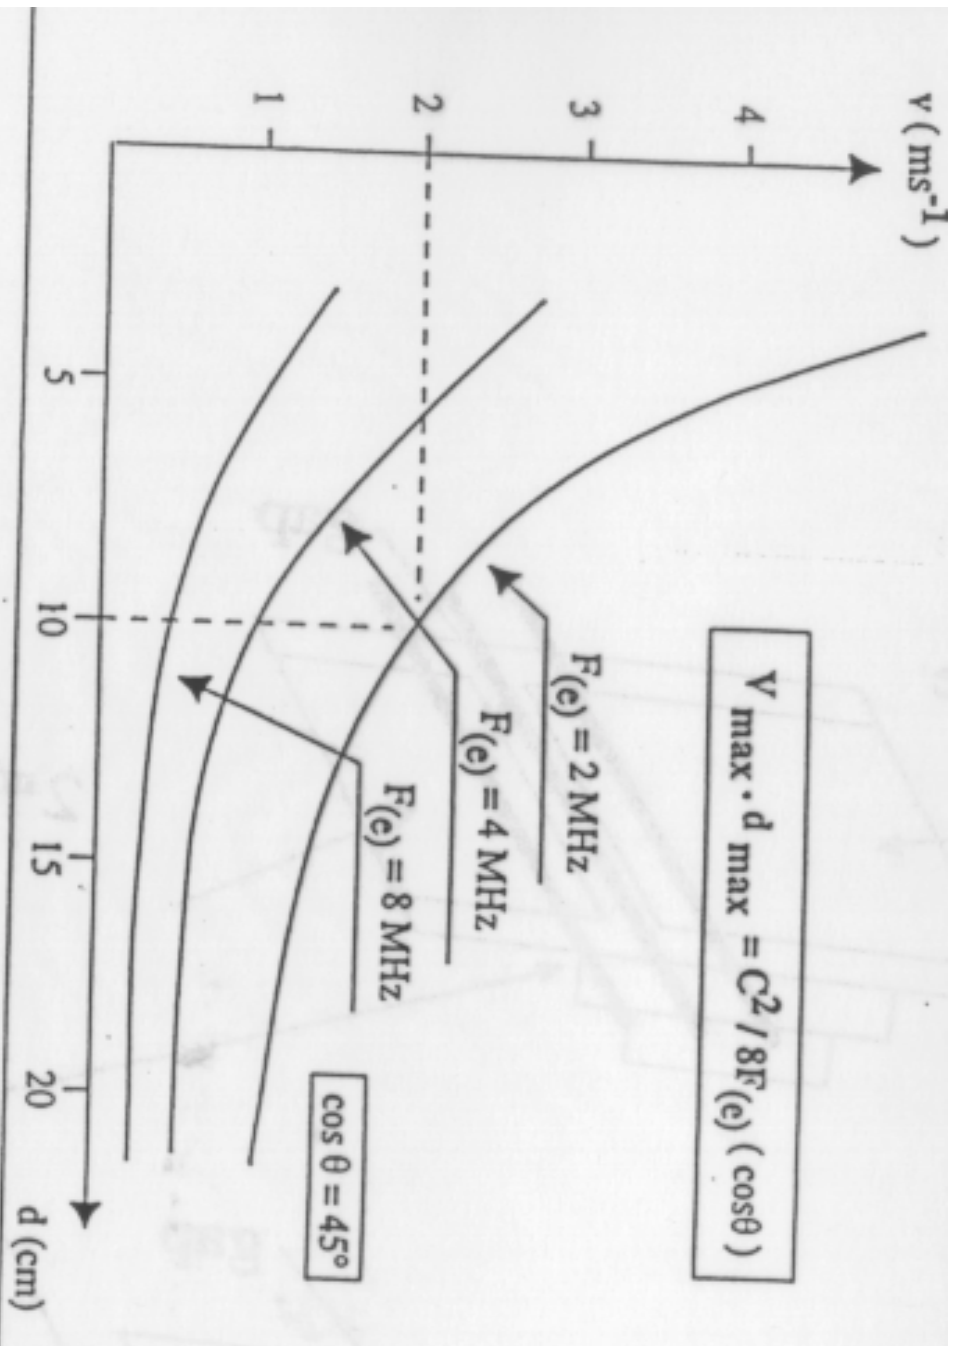 v ( ms⁻¹ )
V max . d max = C² / 8F(e) ( cosθ )
4
3
F(e) = 2 MHz
2
F(e) = 4 MHz
F(e) = 8 MHz
cos θ = 45°
1
5 10 15 20
d (cm)